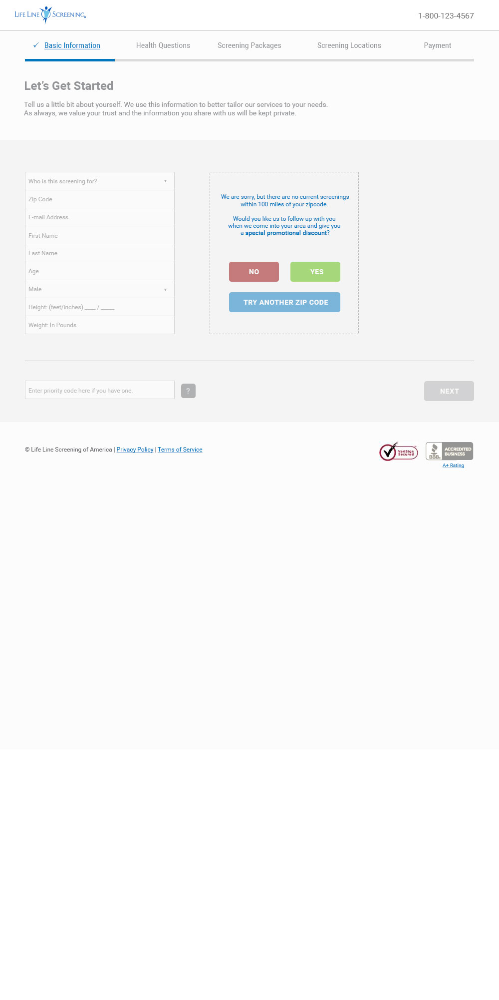 LIFE LINE SCREENING
1-800-123-4567
✓ Basic Information
Health Questions
Screening Packages
Screening Locations
Payment
Let's Get Started
Tell us a little bit about yourself. We use this information to better tailor our services to your needs.
As always, we value your trust and the information you share with us will be kept private.
Who is this screening for?
Zip Code
E-mail Address
First Name
Last Name
Age
Male
Height: (feet/inches) ____ / _____
Weight: In Pounds
We are sorry, but there are no current screenings
within 100 miles of your zipcode.
Would you like us to follow up with you
when we come into your area and give you
a special promotional discount?
NO
YES
TRY ANOTHER ZIP CODE
Enter priority code here if you have one.
?
NEXT
© Life Line Screening of America | Privacy Policy | Terms of Service
VeriSign
Secured
BBB.
ACCREDITED
BUSINESS
A+ Rating